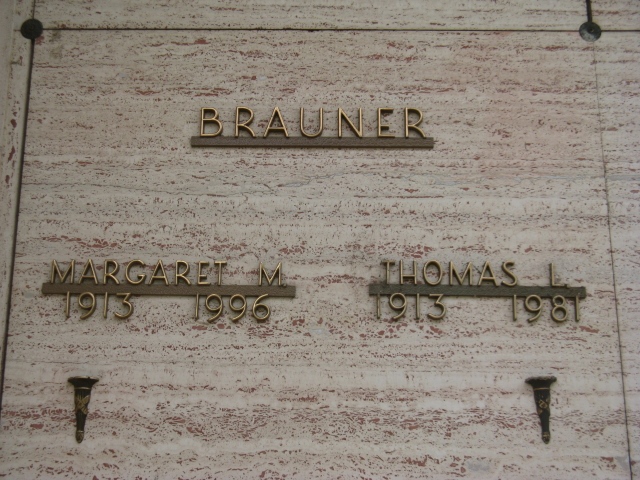 BRAUNER
MARGARET M.
1913 1996
THOMAS L.
1913 1981